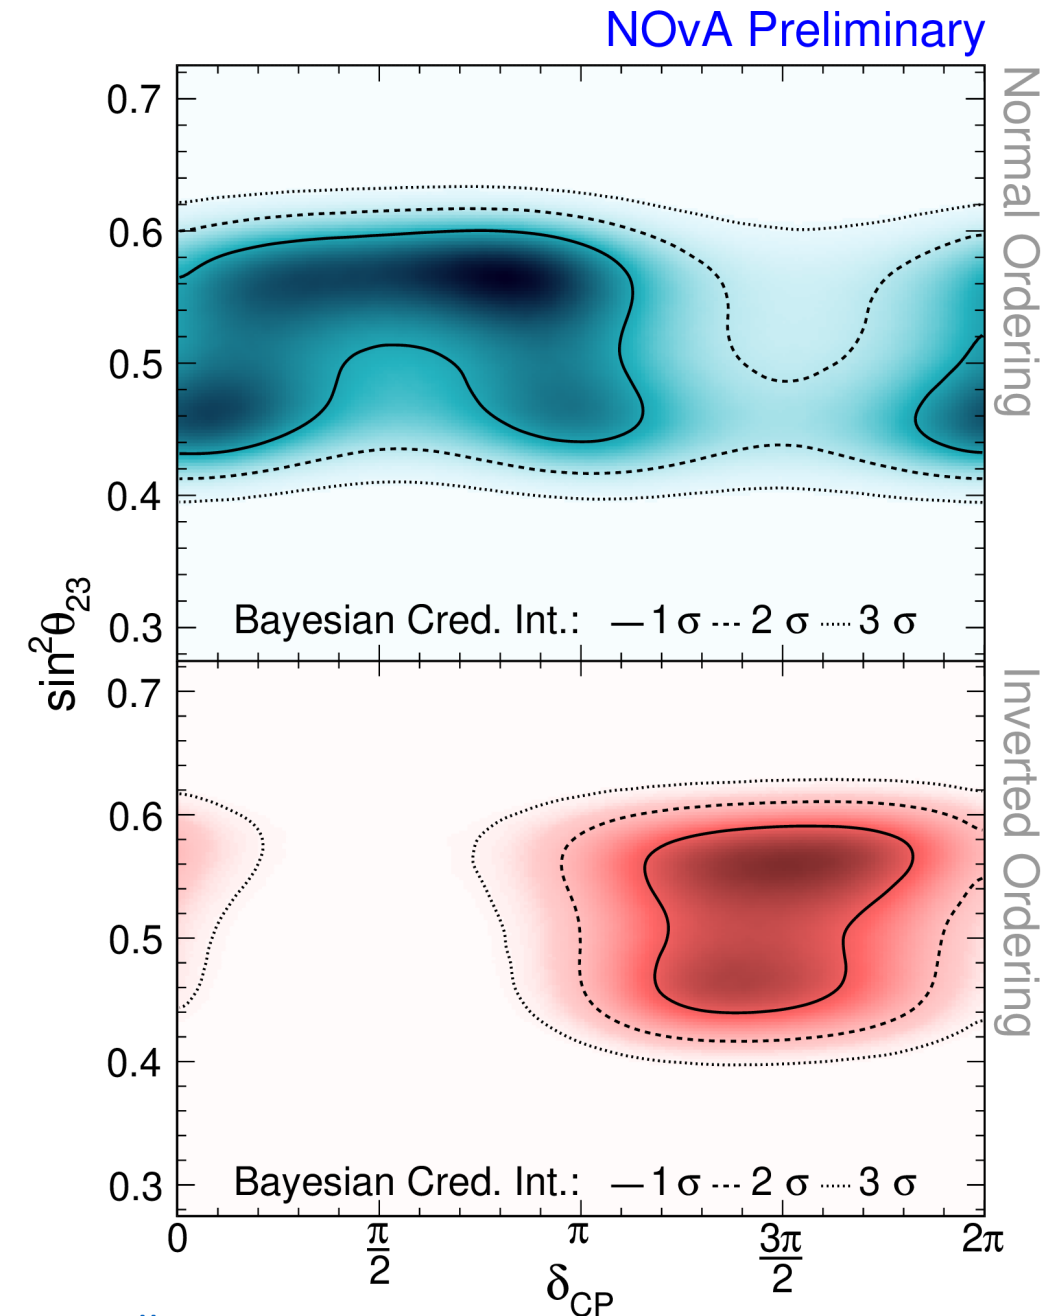 NOvA Preliminary
Normal Ordering
0.7
0.6
0.5
0.4
0.3
Bayesian Cred. Int.: 1 σ 2 σ 3 σ
sin²θ₂₃
Inverted Ordering
0.7
0.6
0.5
0.4
0.3
Bayesian Cred. Int.: 1 σ 2 σ 3 σ
0 π/2 π 3π/2 2π
δCP